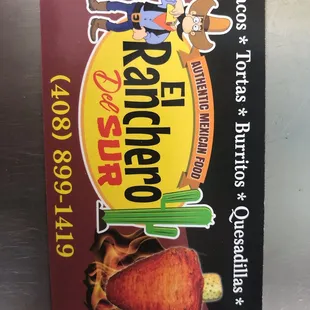 acos * Tortas * Burritos * Quesadillas *
AUTHENTIC MEXICAN FOOD
El
Ranchero
Del SUR
(408) 899-1419